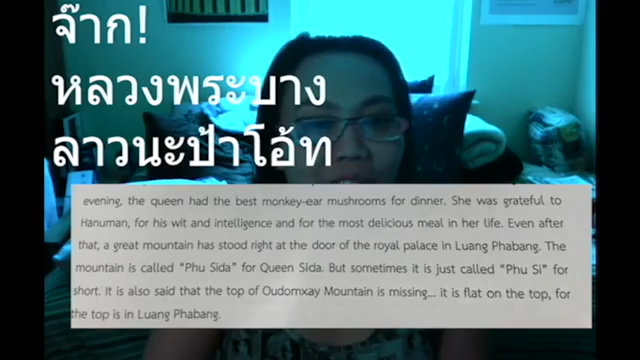 จ๊าก!
หลวงพระบาง
ลาวนะป้าโอ้ท
evening, the queen had the best monkey-ear mushrooms for dinner. She was grateful to
Hanuman, for his wit and intelligence and for the most delicious meal in her life. Even after
that, a great mountain has stood right at the door of the royal palace in Luang Phabang. The
mountain is called “Phu Sida” for Queen Sida. But sometimes it is just called “Phu Si” for
short. It is also said that the top of Oudomxay Mountain is missing... it is flat on the top, for
the top is in Luang Phabang.